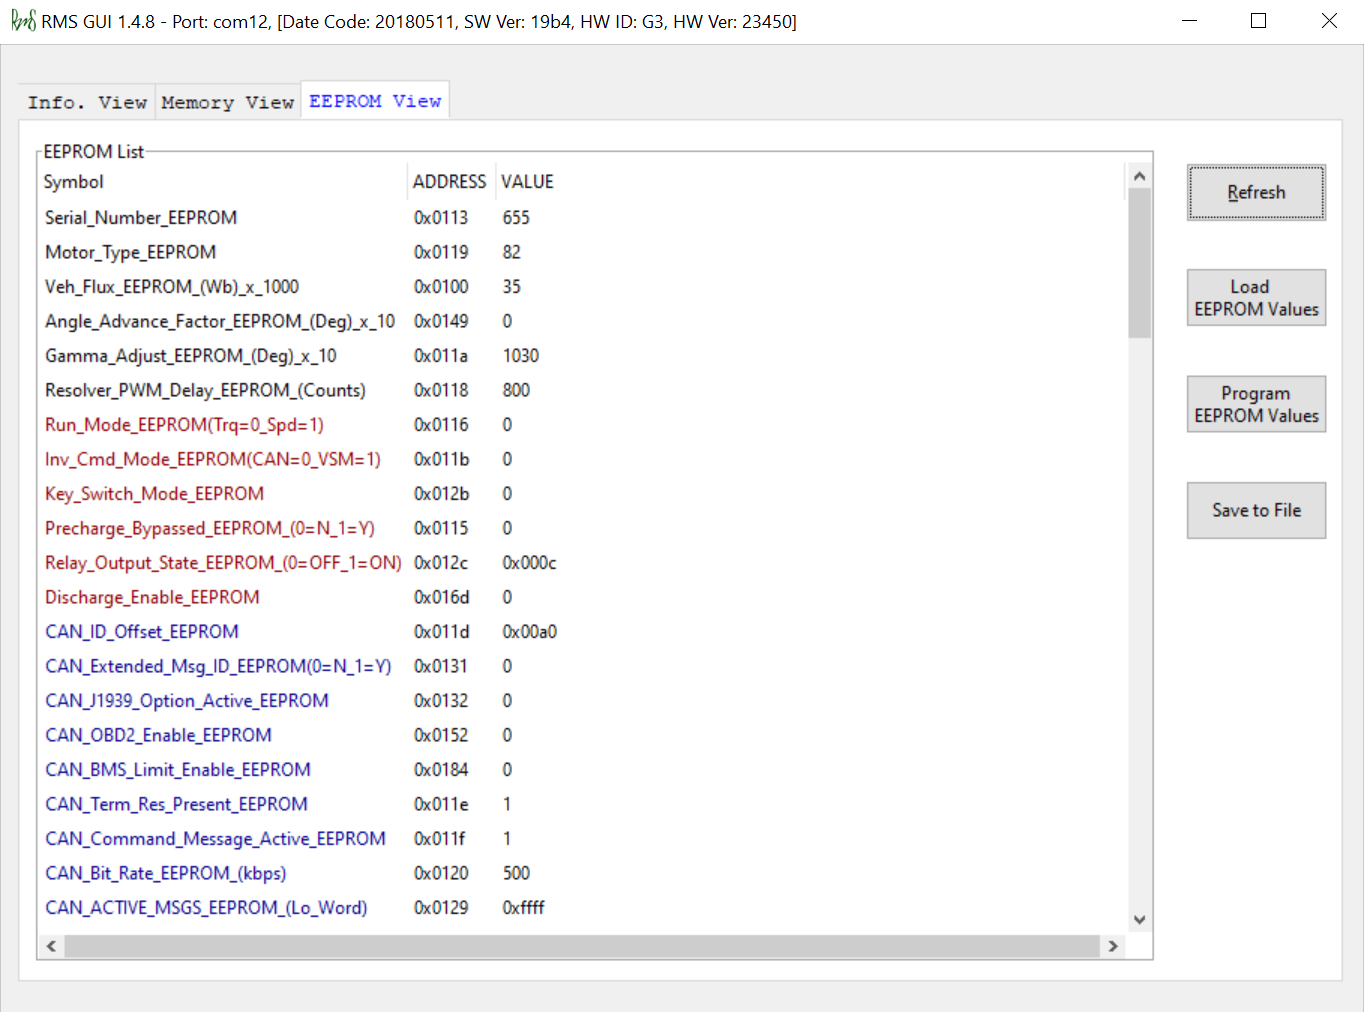 RMS GUI 1.4.8 - Port: com12, [Date Code: 20180511, SW Ver: 19b4, HW ID: G3, HW Ver: 23450]
Info. View Memory View EEPROM View
EEPROM List
Symbol ADDRESS VALUE
Serial_Number_EEPROM 0x0113 655
Motor_Type_EEPROM 0x0119 82
Veh_Flux_EEPROM_(Wb)_x_1000 0x0100 35
Angle_Advance_Factor_EEPROM_(Deg)_x_10 0x0149 0
Gamma_Adjust_EEPROM_(Deg)_x_10 0x011a 1030
Resolver_PWM_Delay_EEPROM_(Counts) 0x0118 800
Run_Mode_EEPROM(Trq=0_Spd=1) 0x0116 0
Inv_Cmd_Mode_EEPROM(CAN=0_VSM=1) 0x011b 0
Key_Switch_Mode_EEPROM 0x012b 0
Precharge_Bypassed_EEPROM_(0=N_1=Y) 0x0115 0
Relay_Output_State_EEPROM_(0=OFF_1=ON) 0x012c 0x000c
Discharge_Enable_EEPROM 0x016d 0
CAN_ID_Offset_EEPROM 0x011d 0x00a0
CAN_Extended_Msg_ID_EEPROM(0=N_1=Y) 0x0131 0
CAN_J1939_Option_Active_EEPROM 0x0132 0
CAN_OBD2_Enable_EEPROM 0x0152 0
CAN_BMS_Limit_Enable_EEPROM 0x0184 0
CAN_Term_Res_Present_EEPROM 0x011e 1
CAN_Command_Message_Active_EEPROM 0x011f 1
CAN_Bit_Rate_EEPROM_(kbps) 0x0120 500
CAN_ACTIVE_MSGS_EEPROM_(Lo_Word) 0x0129 0xffff
Refresh
Load
EEPROM Values
Program
EEPROM Values
Save to File